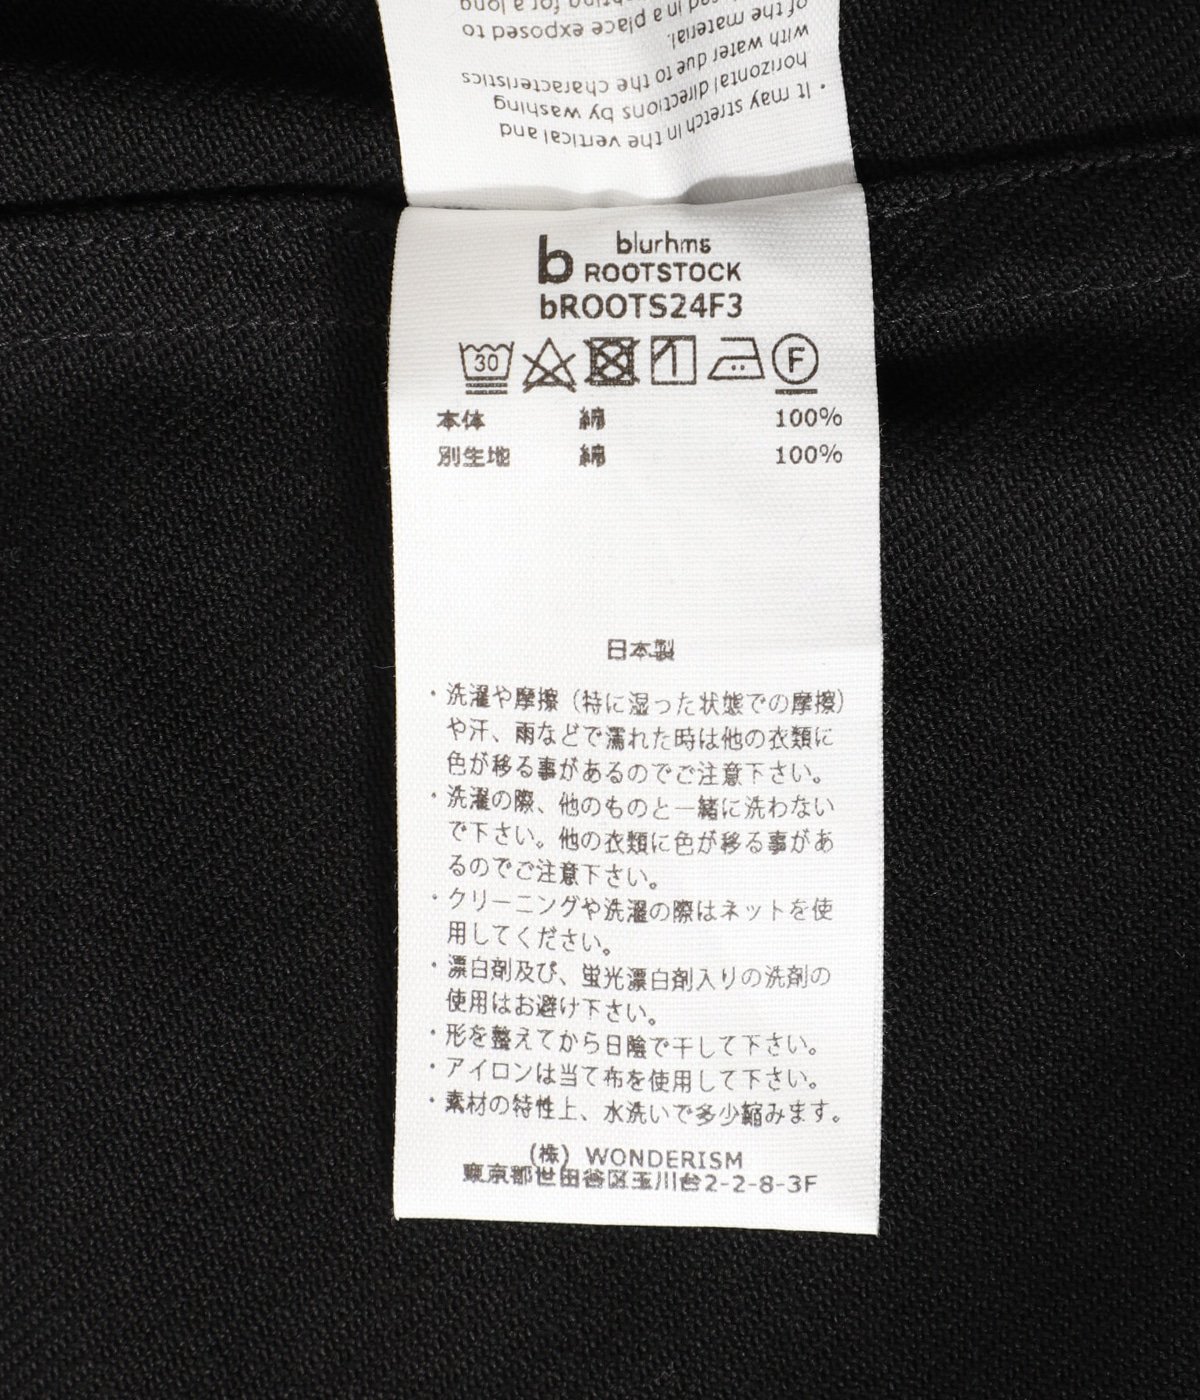 · It may stretch in the vertical and
horizontal directions by washing
with water due to the characteristics
of the material.
in a place exposed to
for a long
b blurhms
ROOTSTOCK
bROOTS24F3
30 1 F
本体 綿 100%
別生地 綿 100%
日本製
・洗濯や摩擦（特に湿った状態での摩擦）
や汗、雨などで濡れた時は他の衣類に
色が移る事があるのでご注意下さい。
・洗濯の際、他のものと一緒に洗わない
で下さい。他の衣類に色が移る事があ
るのでご注意下さい。
・クリーニングや洗濯の際はネットを使
用してください。
・漂白剤及び、蛍光漂白剤入りの洗剤の
使用はお避け下さい。
・形を整えてから日陰で干して下さい。
・アイロンは当て布を使用して下さい。
・素材の特性上、水洗いで多少縮みます。
(株) WONDERISM
東京都世田谷区玉川台2-2-8-3F